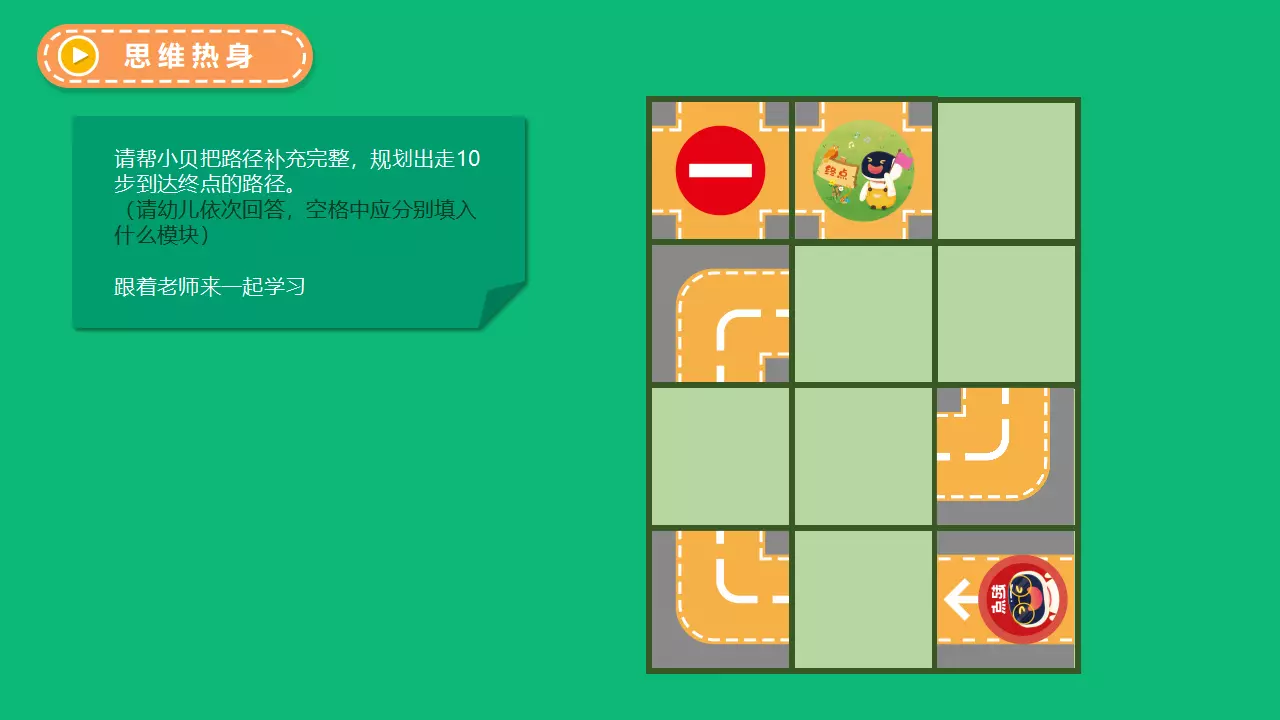 思维热身
请帮小贝把路径补充完整，规划出走10
步到达终点的路径。
（请幼儿依次回答，空格中应分别填入
什么模块）
跟着老师来一起学习
终点
起点